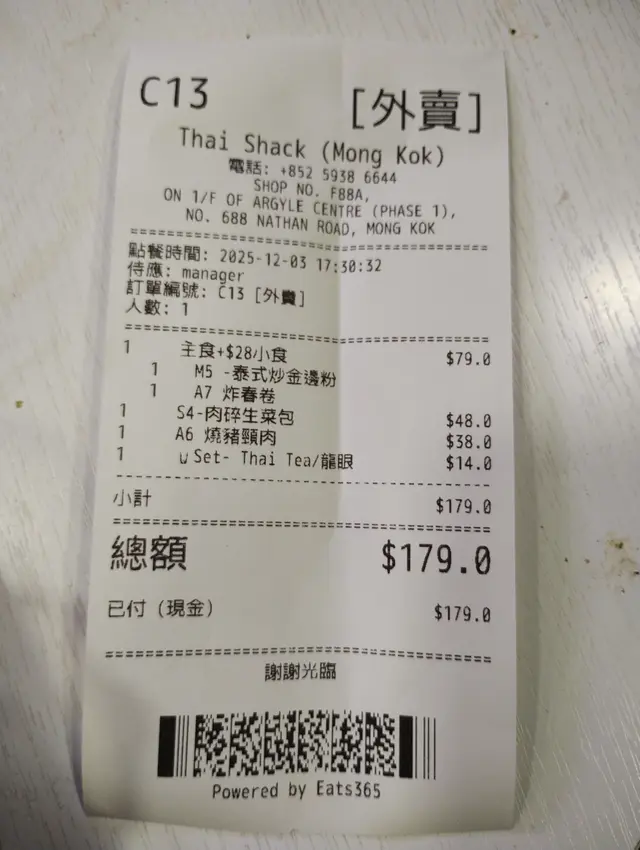 C13 [外賣]
Thai Shack (Mong Kok)
電話: +852 5938 6644
SHOP NO. F88A,
ON 1/F OF ARGYLE CENTRE (PHASE 1),
NO. 688 NATHAN ROAD, MONG KOK
點餐時間: 2025-12-03 17:30:32
侍應: manager
訂單編號: C13 [外賣]
人數: 1
1 主食+$28小食 $79.0
1 M5 -泰式炒金邊粉
1 A7 炸春卷
1 S4-肉碎生菜包 $48.0
1 A6 燒豬頸肉 $38.0
1 Set- Thai Tea/龍眼 $14.0
小計 $179.0
總額 $179.0
已付 (現金) $179.0
謝謝光臨
Powered by Eats365